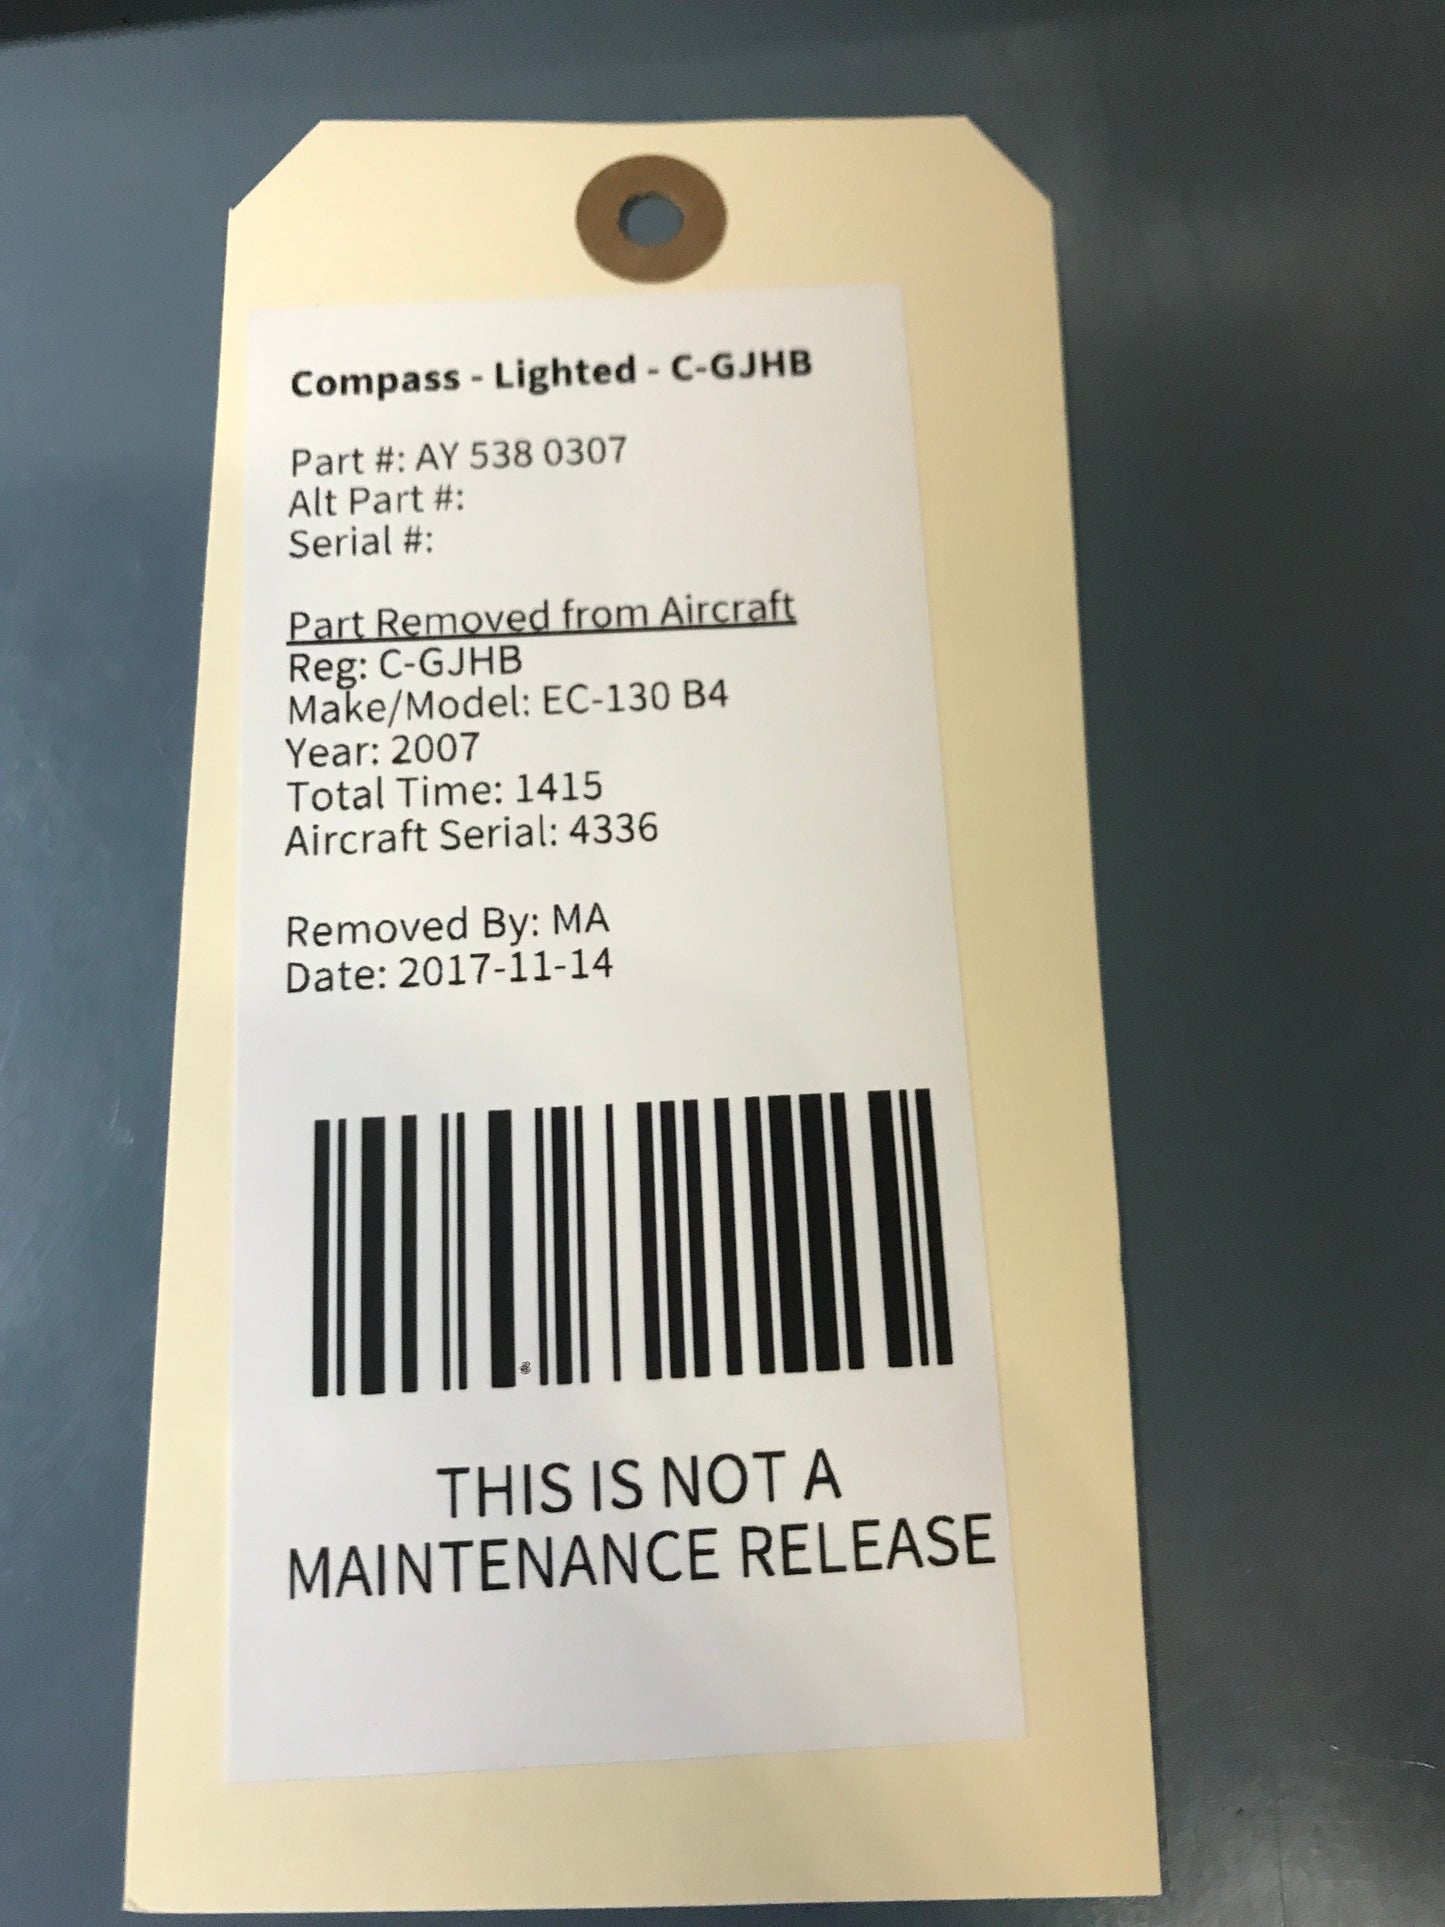 Compass - Lighted - C-GJHB
Part #: AY 538 0307
Alt Part #:
Serial #:
Part Removed from Aircraft
Reg: C-GJHB
Make/Model: EC-130 B4
Year: 2007
Total Time: 1415
Aircraft Serial: 4336
Removed By: MA
Date: 2017-11-14
THIS IS NOT A
MAINTENANCE RELEASE